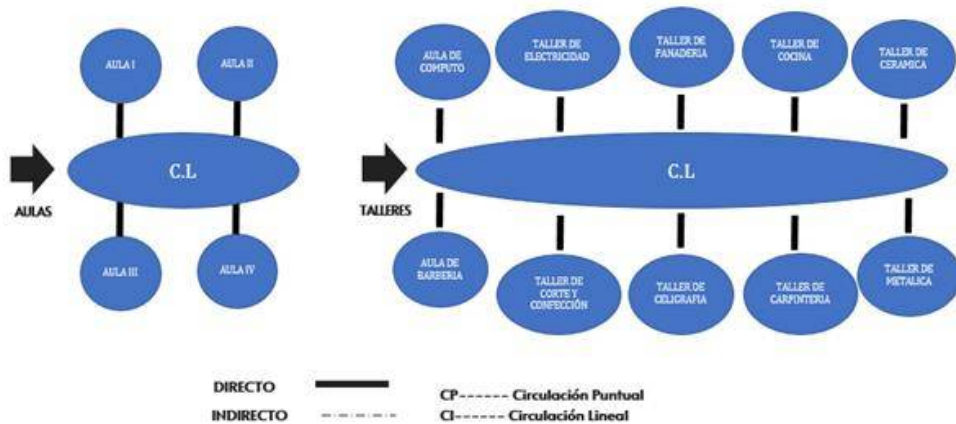 AULA I
AULA II
C.L
AULAS
AULA III
AULA IV
AULA DE
COMPUTO
TALLER DE
ELECTRICIDAD
TALLER DE
PANADERIA
TALLER DE
COCINA
TALLER DE
CERAMICA
C.L
TALLERES
AULA DE
BARBERIA
TALLER DE
CORTE Y
CONFECCIÓN
TALLER DE
CELIGRAFIA
TALLER DE
CARPINTERIA
TALLER DE
METALICA
DIRECTO
INDIRECTO
CP------- Circulación Puntual
CI-------- Circulación Lineal